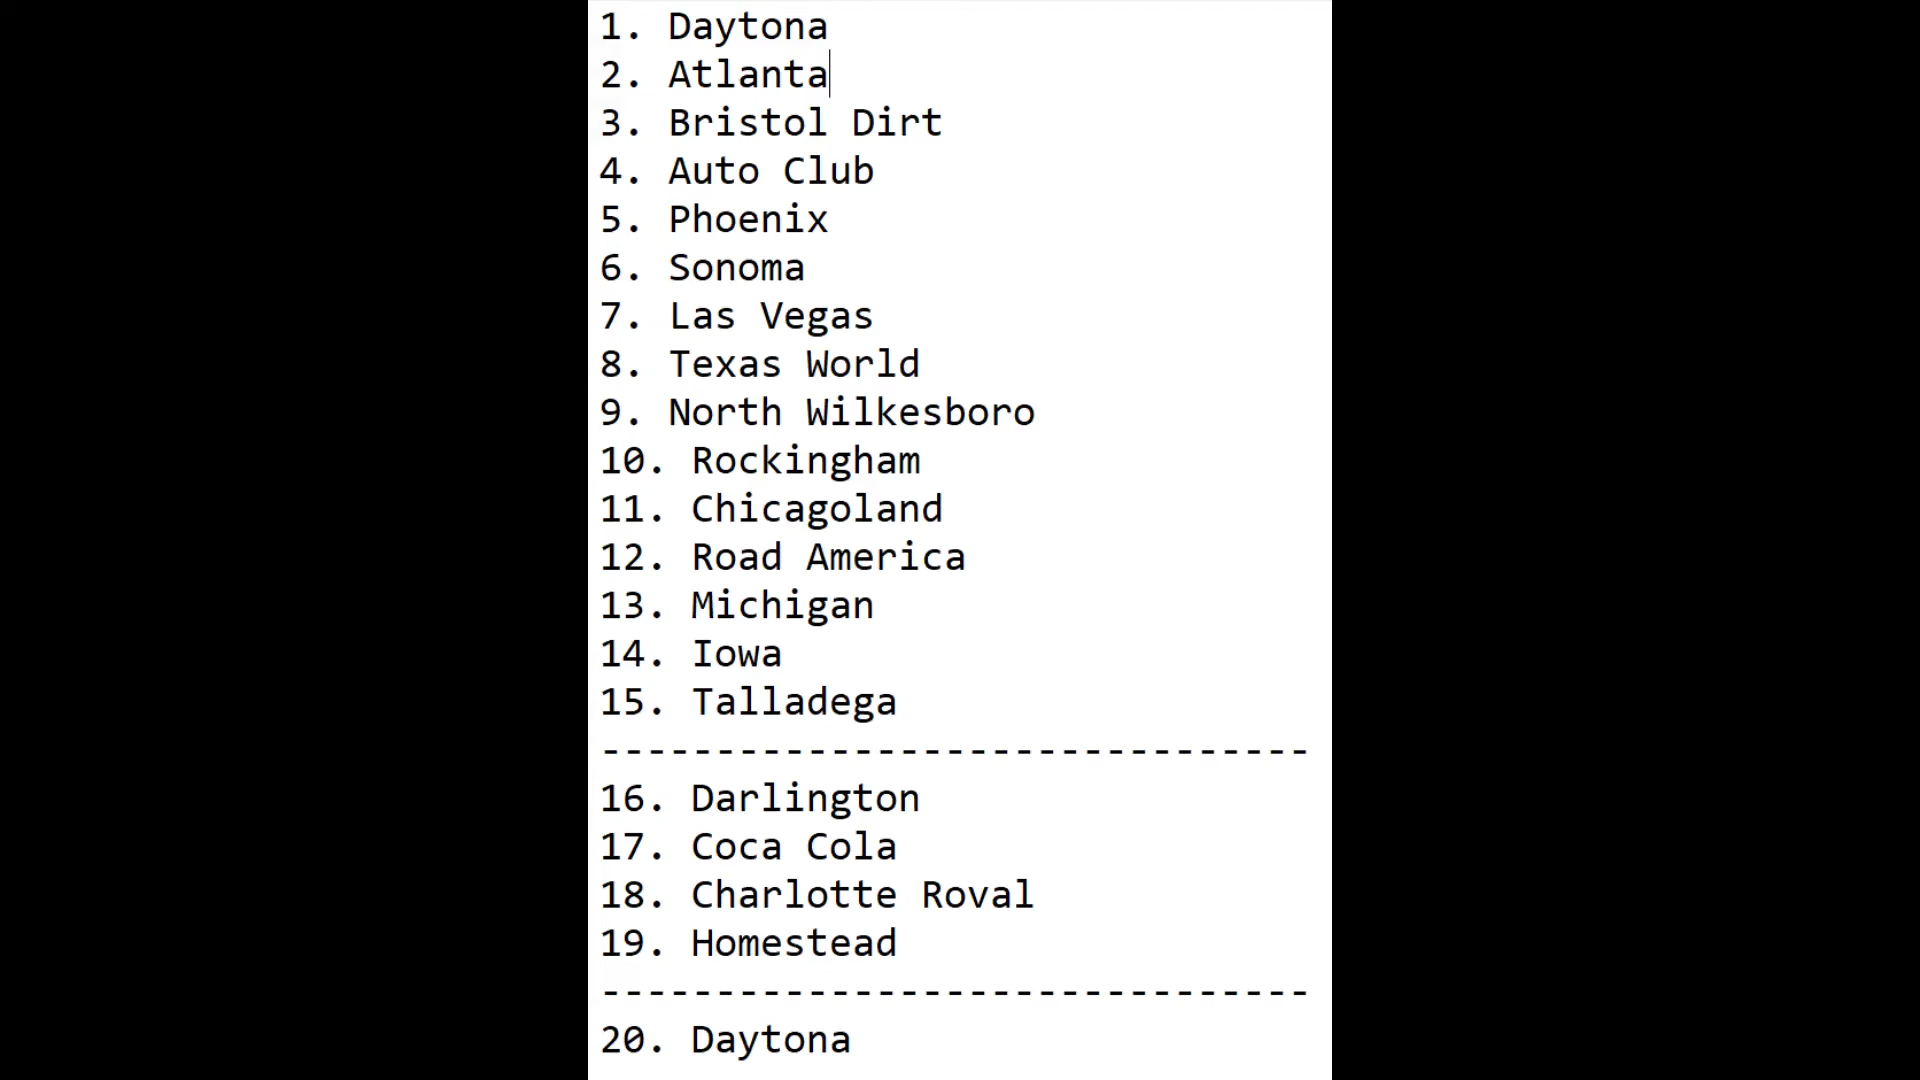 1. Daytona
2. Atlanta
3. Bristol Dirt
4. Auto Club
5. Phoenix
6. Sonoma
7. Las Vegas
8. Texas World
9. North Wilkesboro
10. Rockingham
11. Chicagoland
12. Road America
13. Michigan
14. Iowa
15. Talladega
-------------------------------
16. Darlington
17. Coca Cola
18. Charlotte Roval
19. Homestead
-------------------------------
20. Daytona